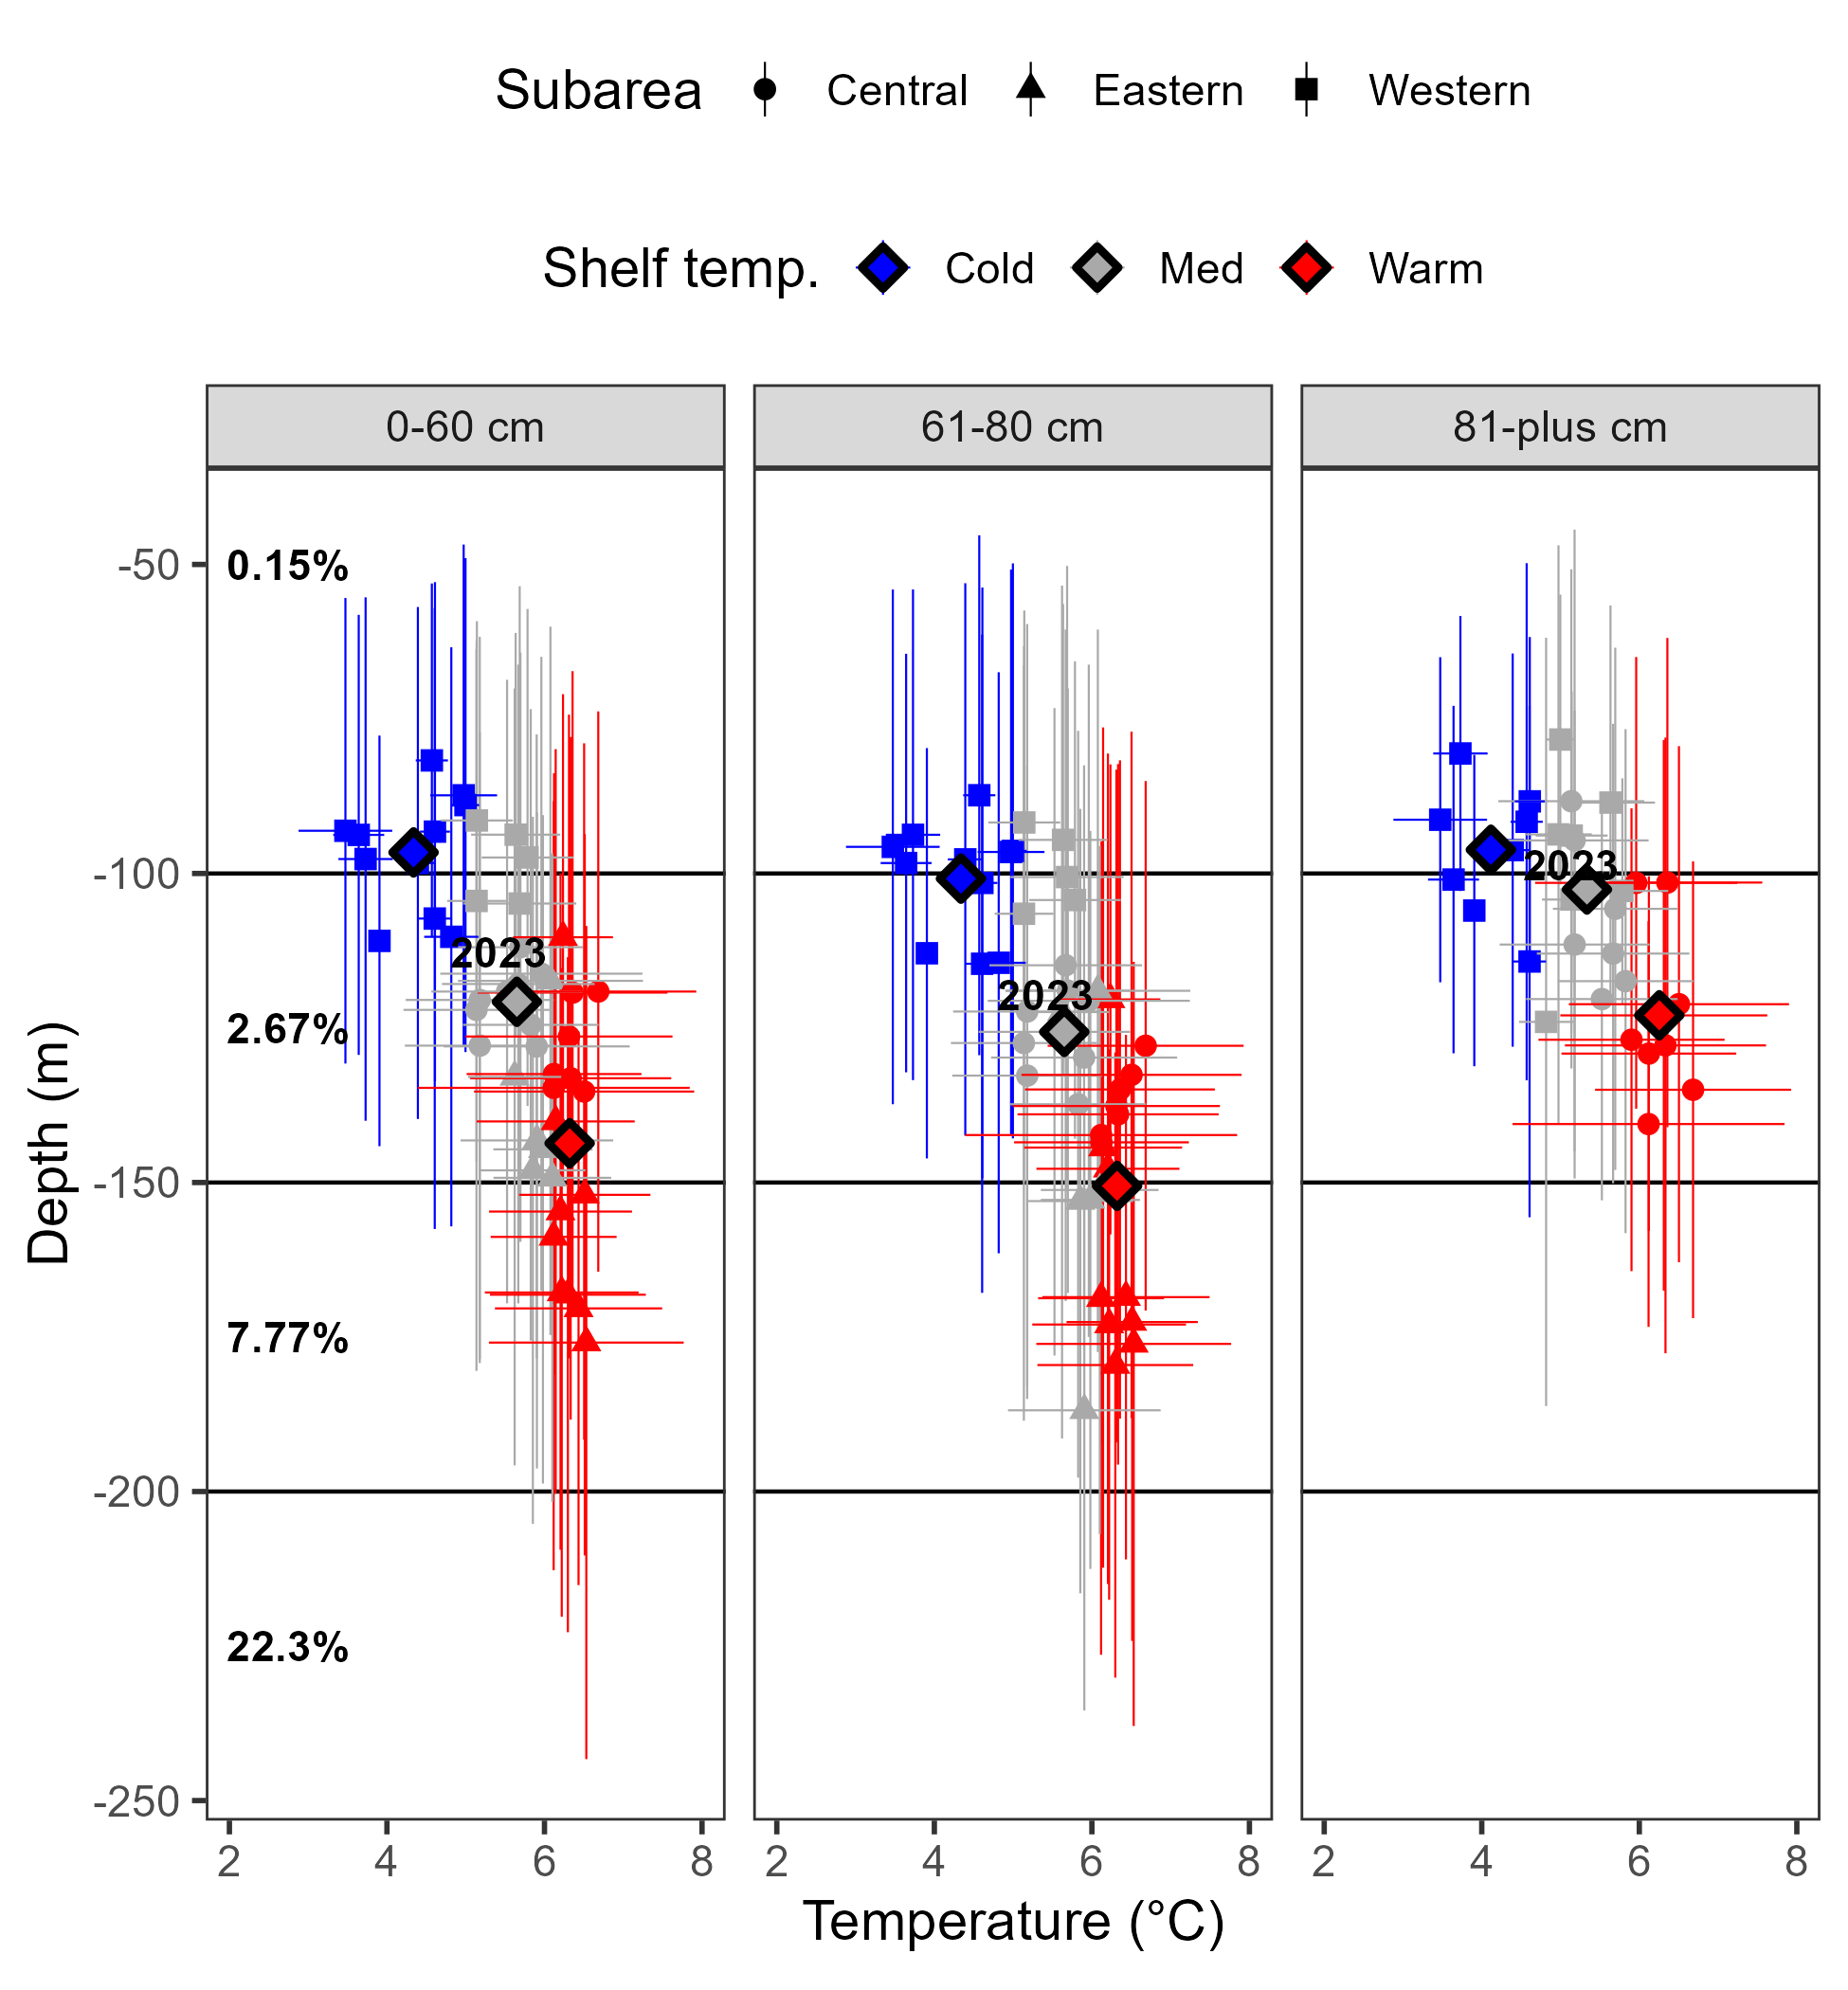 Subarea Central Eastern Western
Shelf temp. Cold Med Warm
0-60 cm 61-80 cm 81-plus cm
-50
-100
-150
-200
-250
Depth (m)
0.15%
2.67%
7.77%
22.3%
2023
2023
2023
2 4 6 8
2 4 6 8
2 4 6 8
Temperature (°C)